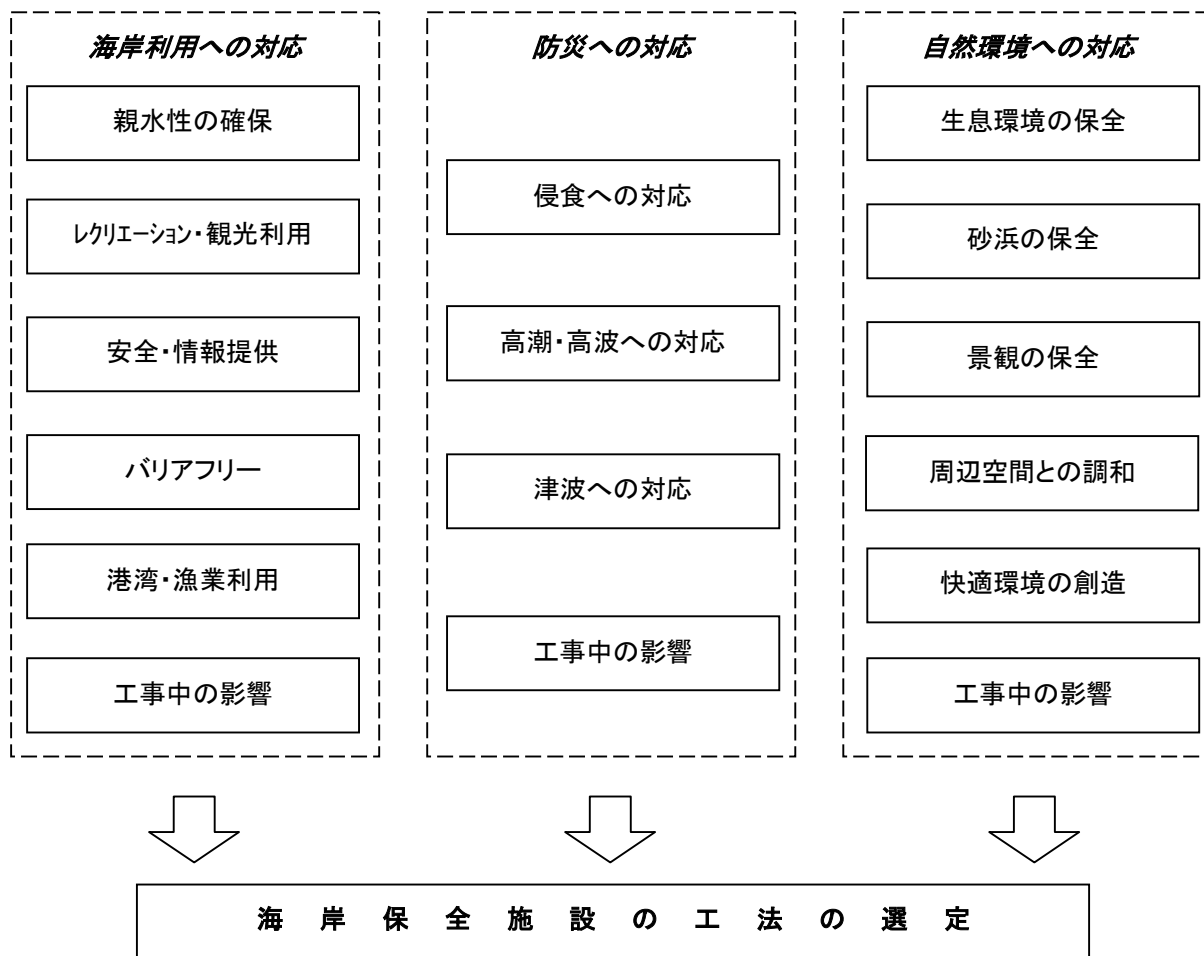 海岸利用への対応
親水性の確保
レクリエーション・観光利用
安全・情報提供
バリアフリー
港湾・漁業利用
工事中の影響
防災への対応
侵食への対応
高潮・高波への対応
津波への対応
工事中の影響
自然環境への対応
生息環境の保全
砂浜の保全
景観の保全
周辺空間との調和
快適環境の創造
工事中の影響
海岸保全施設の工法の選定